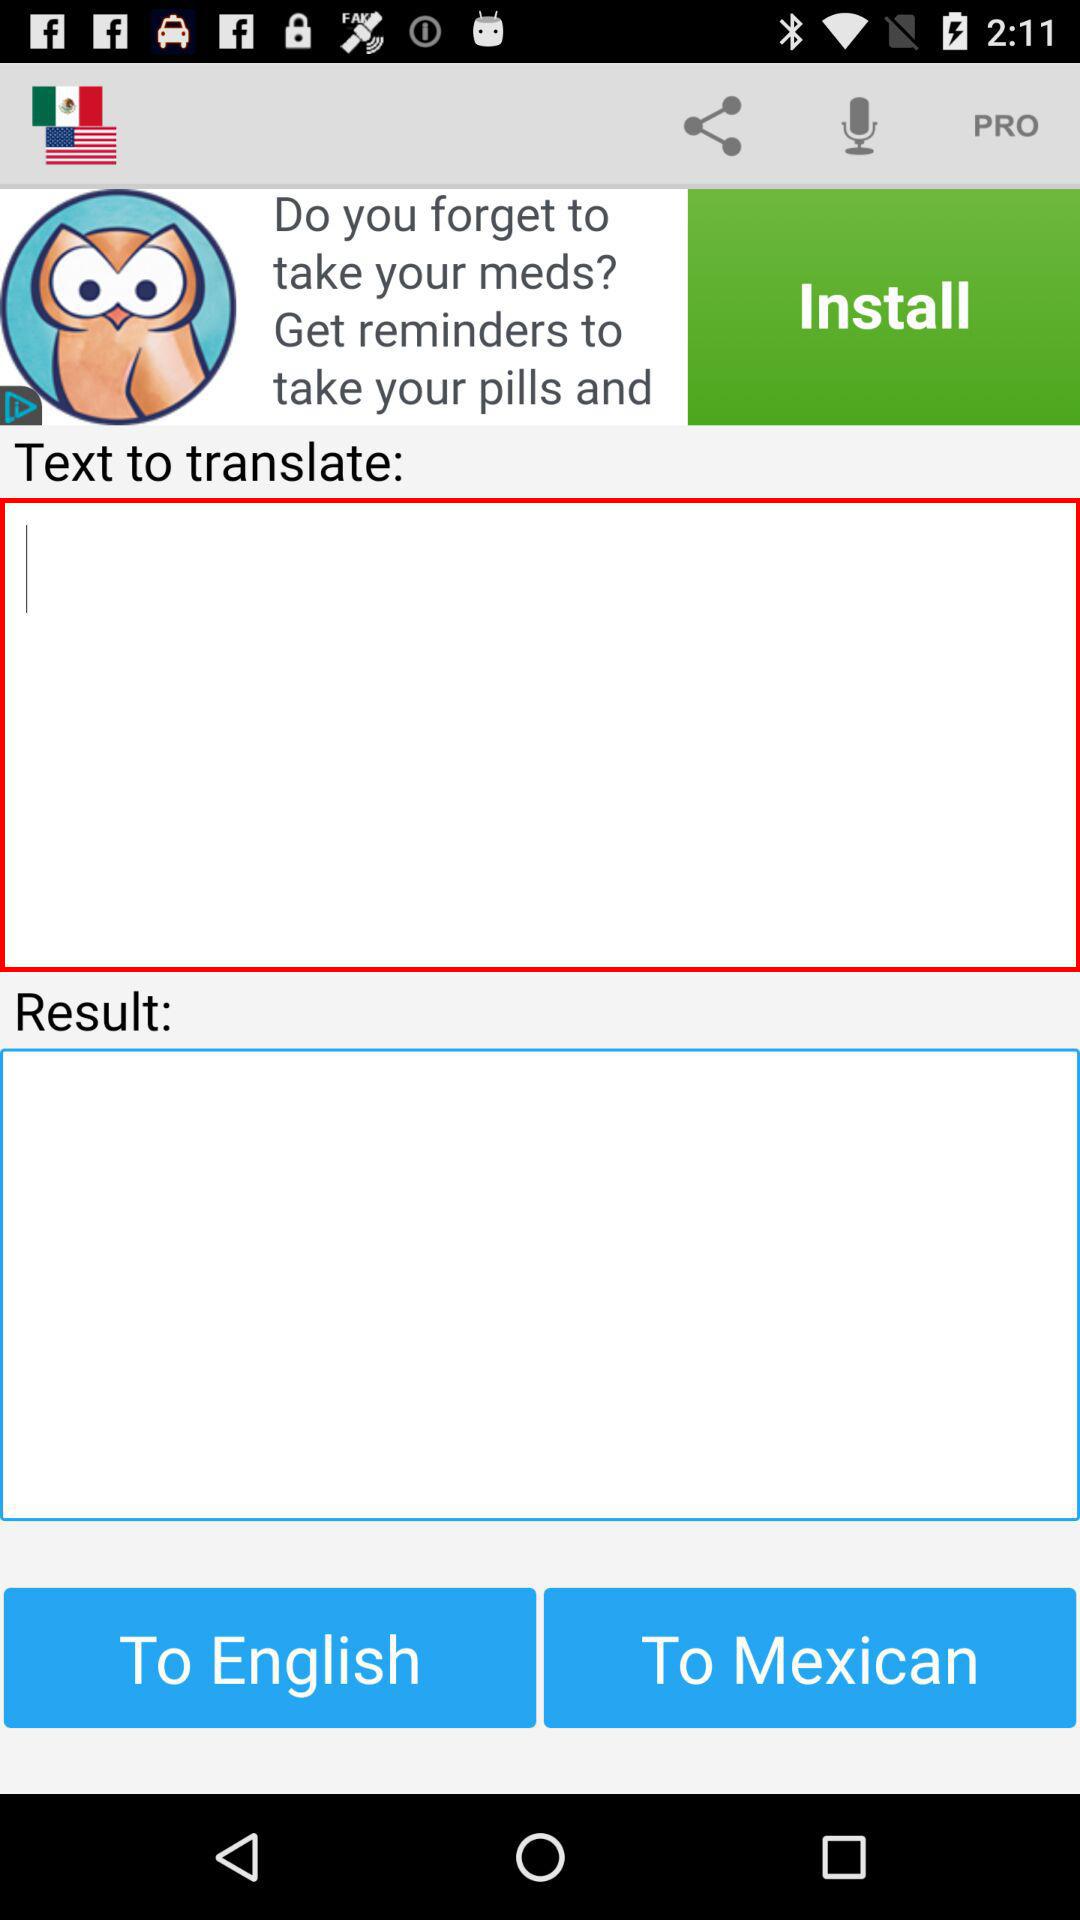 FAKE
2:11
PRO
Do you forget to
take your meds?
Get reminders to
take your pills and
Install
Text to translate:
Result:
To English
To Mexican